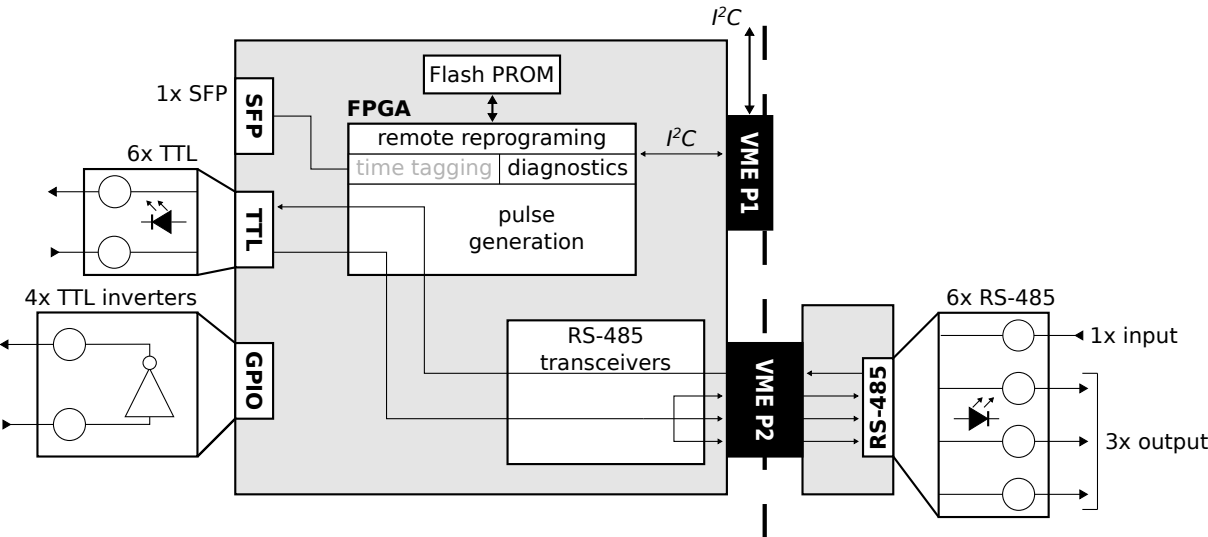 I²C
Flash PROM
1x SFP
SFP
FPGA
remote reprograming
I²C
time tagging
diagnostics
VME P1
6x TTL
TTL
pulse
generation
4x TTL inverters
GPIO
RS-485
transceivers
VME P2
6x RS-485
RS-485
1x input
3x output